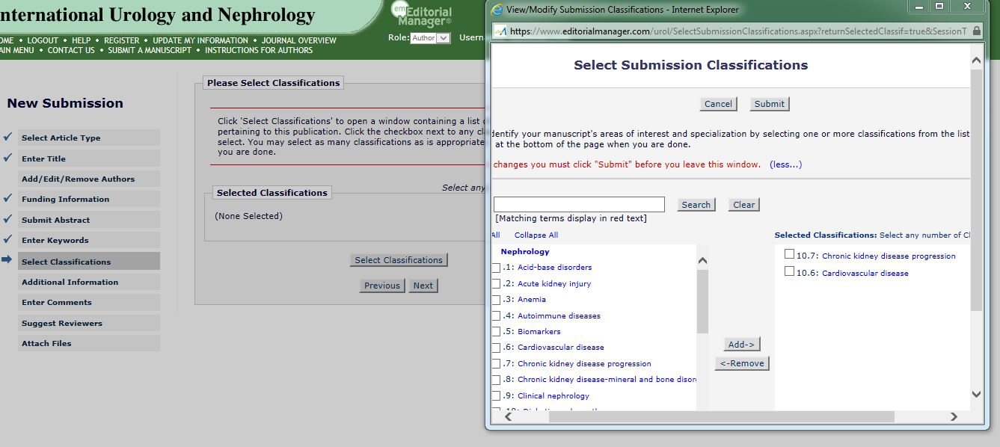 nternational Urology and Nephrology
em Editorial
Manager®
OME • LOGOUT • HELP • REGISTER • UPDATE MY INFORMATION • JOURNAL OVERVIEW
AIN MENU • CONTACT US • SUBMIT A MANUSCRIPT • INSTRUCTIONS FOR AUTHORS
Role: Author Usern
New Submission
Select Article Type
Enter Title
Add/Edit/Remove Authors
Funding Information
Submit Abstract
Enter Keywords
Select Classifications
Additional Information
Enter Comments
Suggest Reviewers
Attach Files
Please Select Classifications
Click 'Select Classifications' to open a window containing a list o
pertaining to this publication. Click the checkbox next to any cla
select. You may select as many classifications as is appropriate
you are done.
Select any
Selected Classifications
(None Selected)
Select Classifications
Previous Next
View/Modify Submission Classifications - Internet Explorer
https://www.editorialmanager.com/urol/SelectSubmissionClassifications.aspx?returnSelectedClassif=true&SessionT
Select Submission Classifications
Cancel Submit
dentify your manuscript's areas of interest and specialization by selecting one or more classifications from the list
at the bottom of the page when you are done.
changes you must click "Submit" before you leave this window. (less...)
Search Clear
[Matching terms display in red text]
All Collapse All
Nephrology
.1: Acid-base disorders
.2: Acute kidney injury
.3: Anemia
.4: Autoimmune diseases
.5: Biomarkers
.6: Cardiovascular disease
.7: Chronic kidney disease progression
.8: Chronic kidney disease-mineral and bone disor
.9: Clinical nephrology
Add->
<-Remove
Selected Classifications: Select any number of Cl
10.7: Chronic kidney disease progression
10.6: Cardiovascular disease